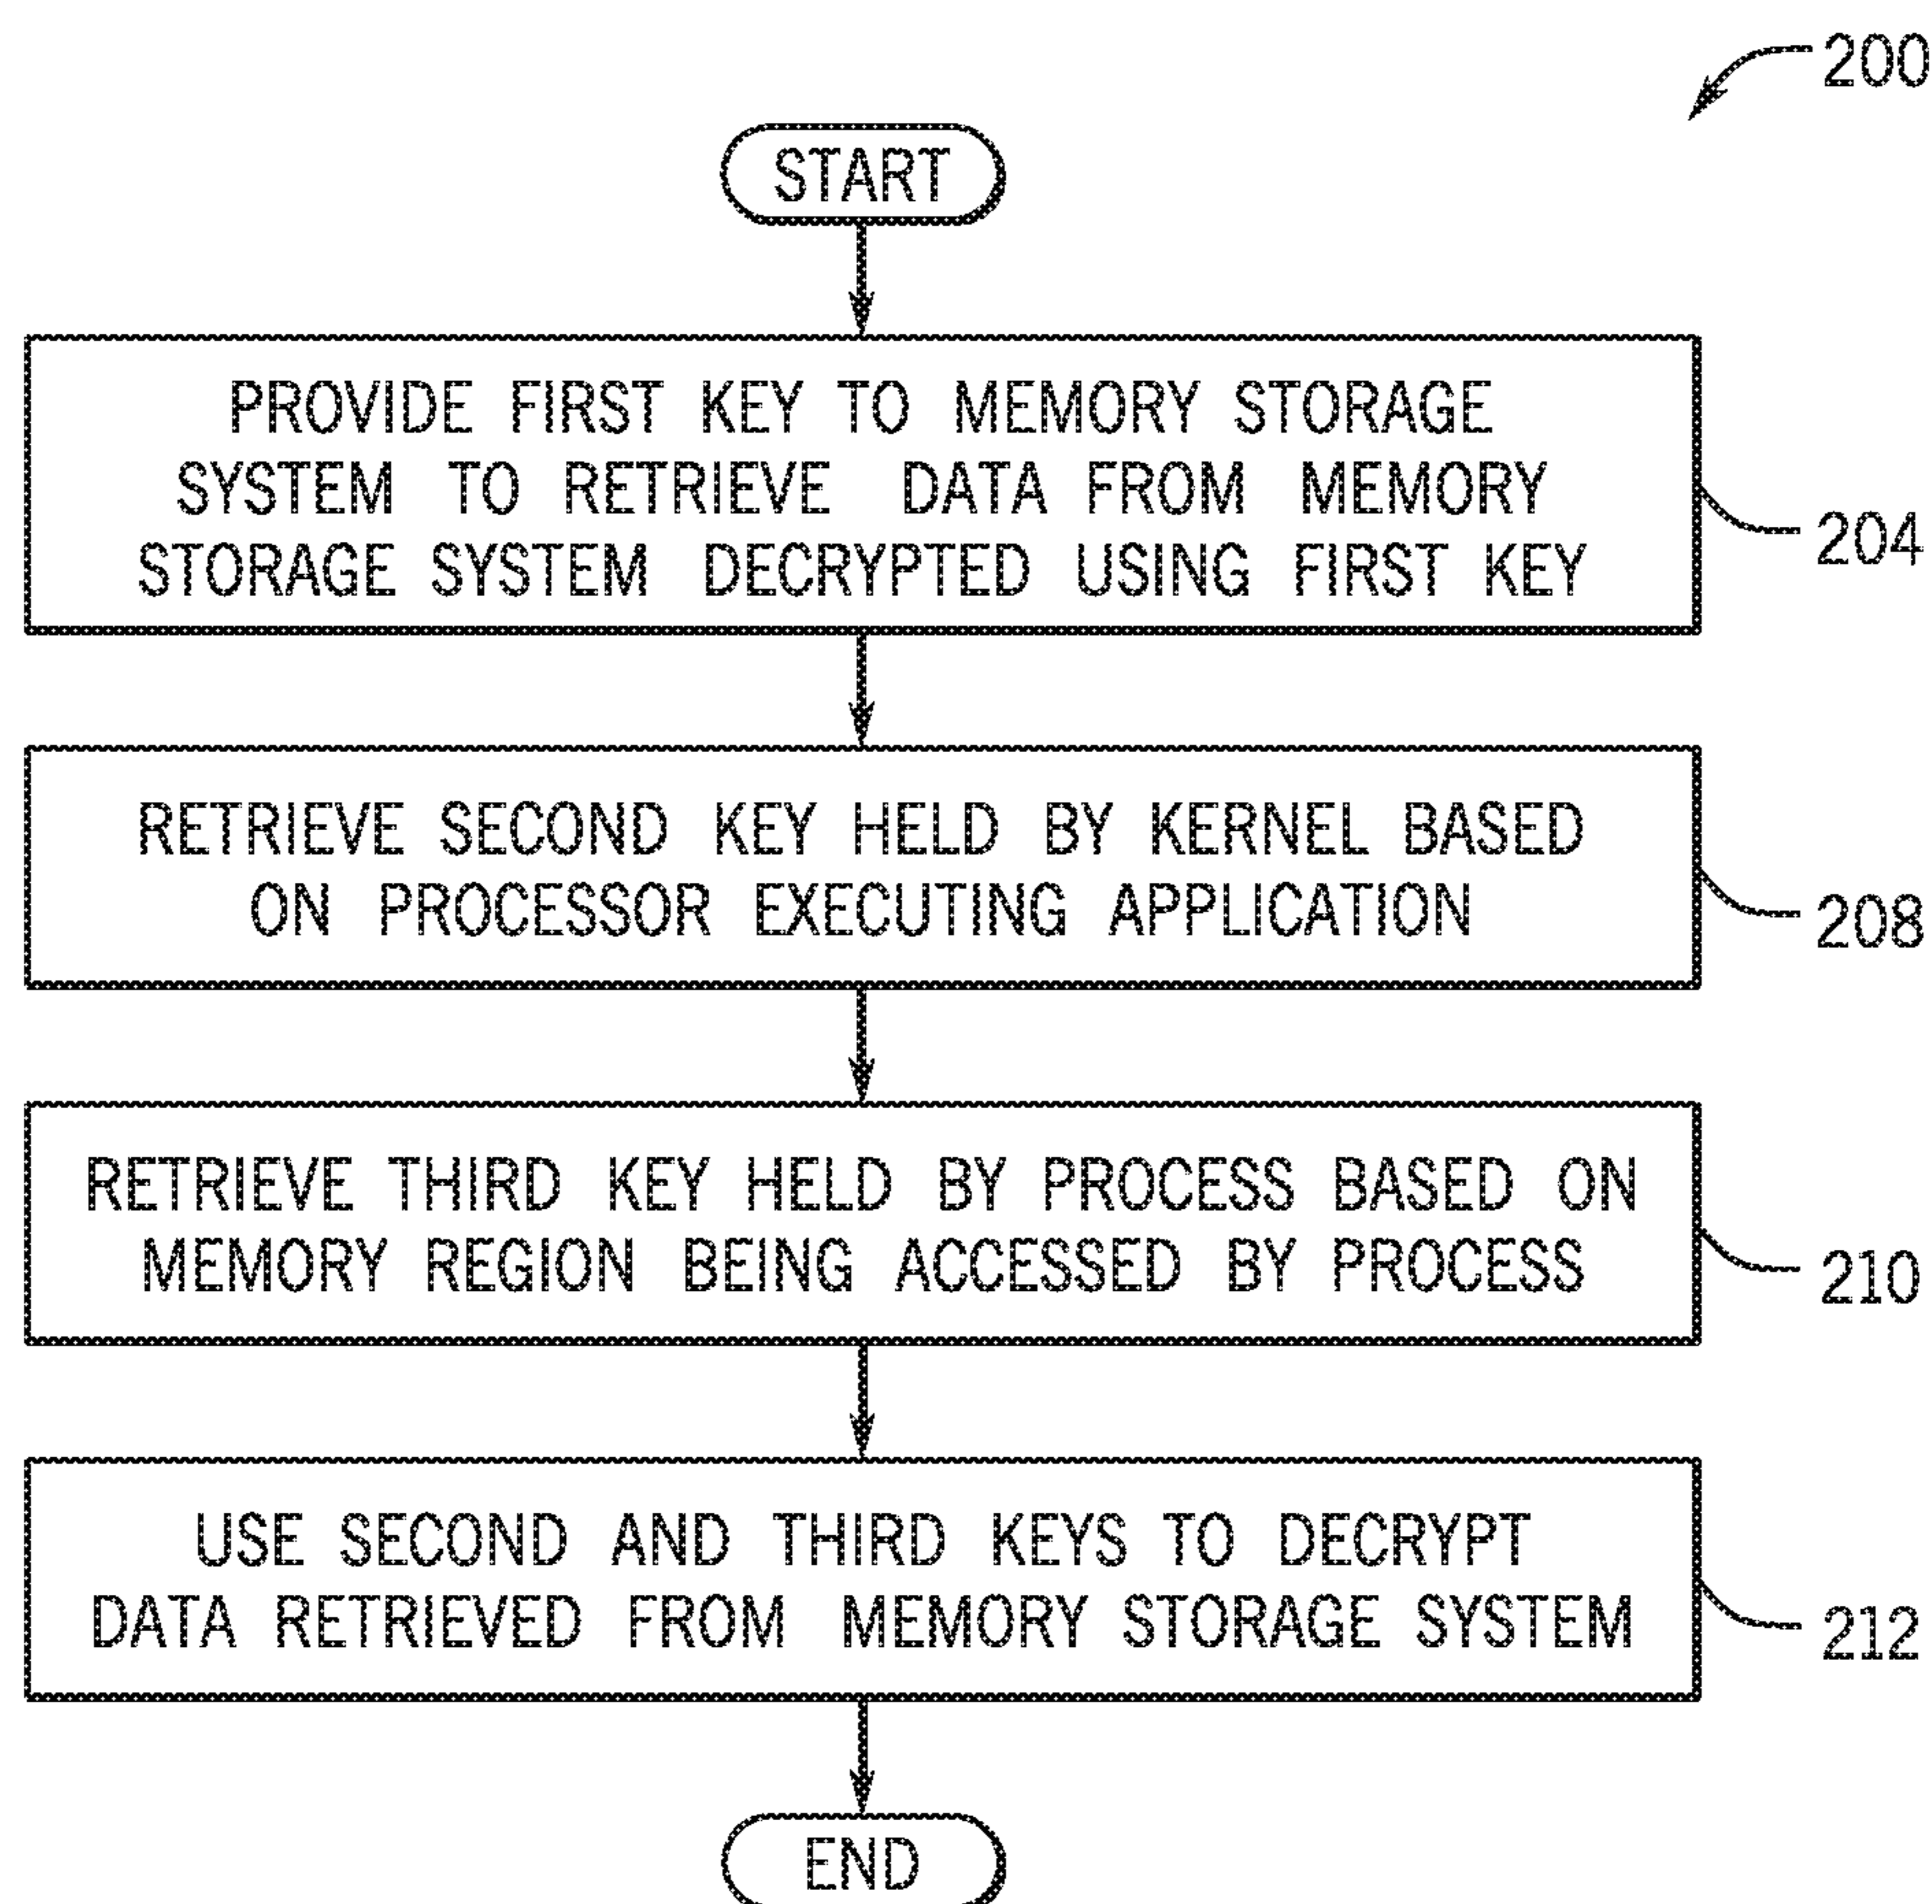 200
START
PROVIDE FIRST KEY TO MEMORY STORAGE
SYSTEM TO RETRIEVE DATA FROM MEMORY
STORAGE SYSTEM DECRYPTED USING FIRST KEY
204
RETRIEVE SECOND KEY HELD BY KERNEL BASED
ON PROCESSOR EXECUTING APPLICATION
208
RETRIEVE THIRD KEY HELD BY PROCESS BASED ON
MEMORY REGION BEING ACCESSED BY PROCESS
210
USE SECOND AND THIRD KEYS TO DECRYPT
DATA RETRIEVED FROM MEMORY STORAGE SYSTEM
212
END